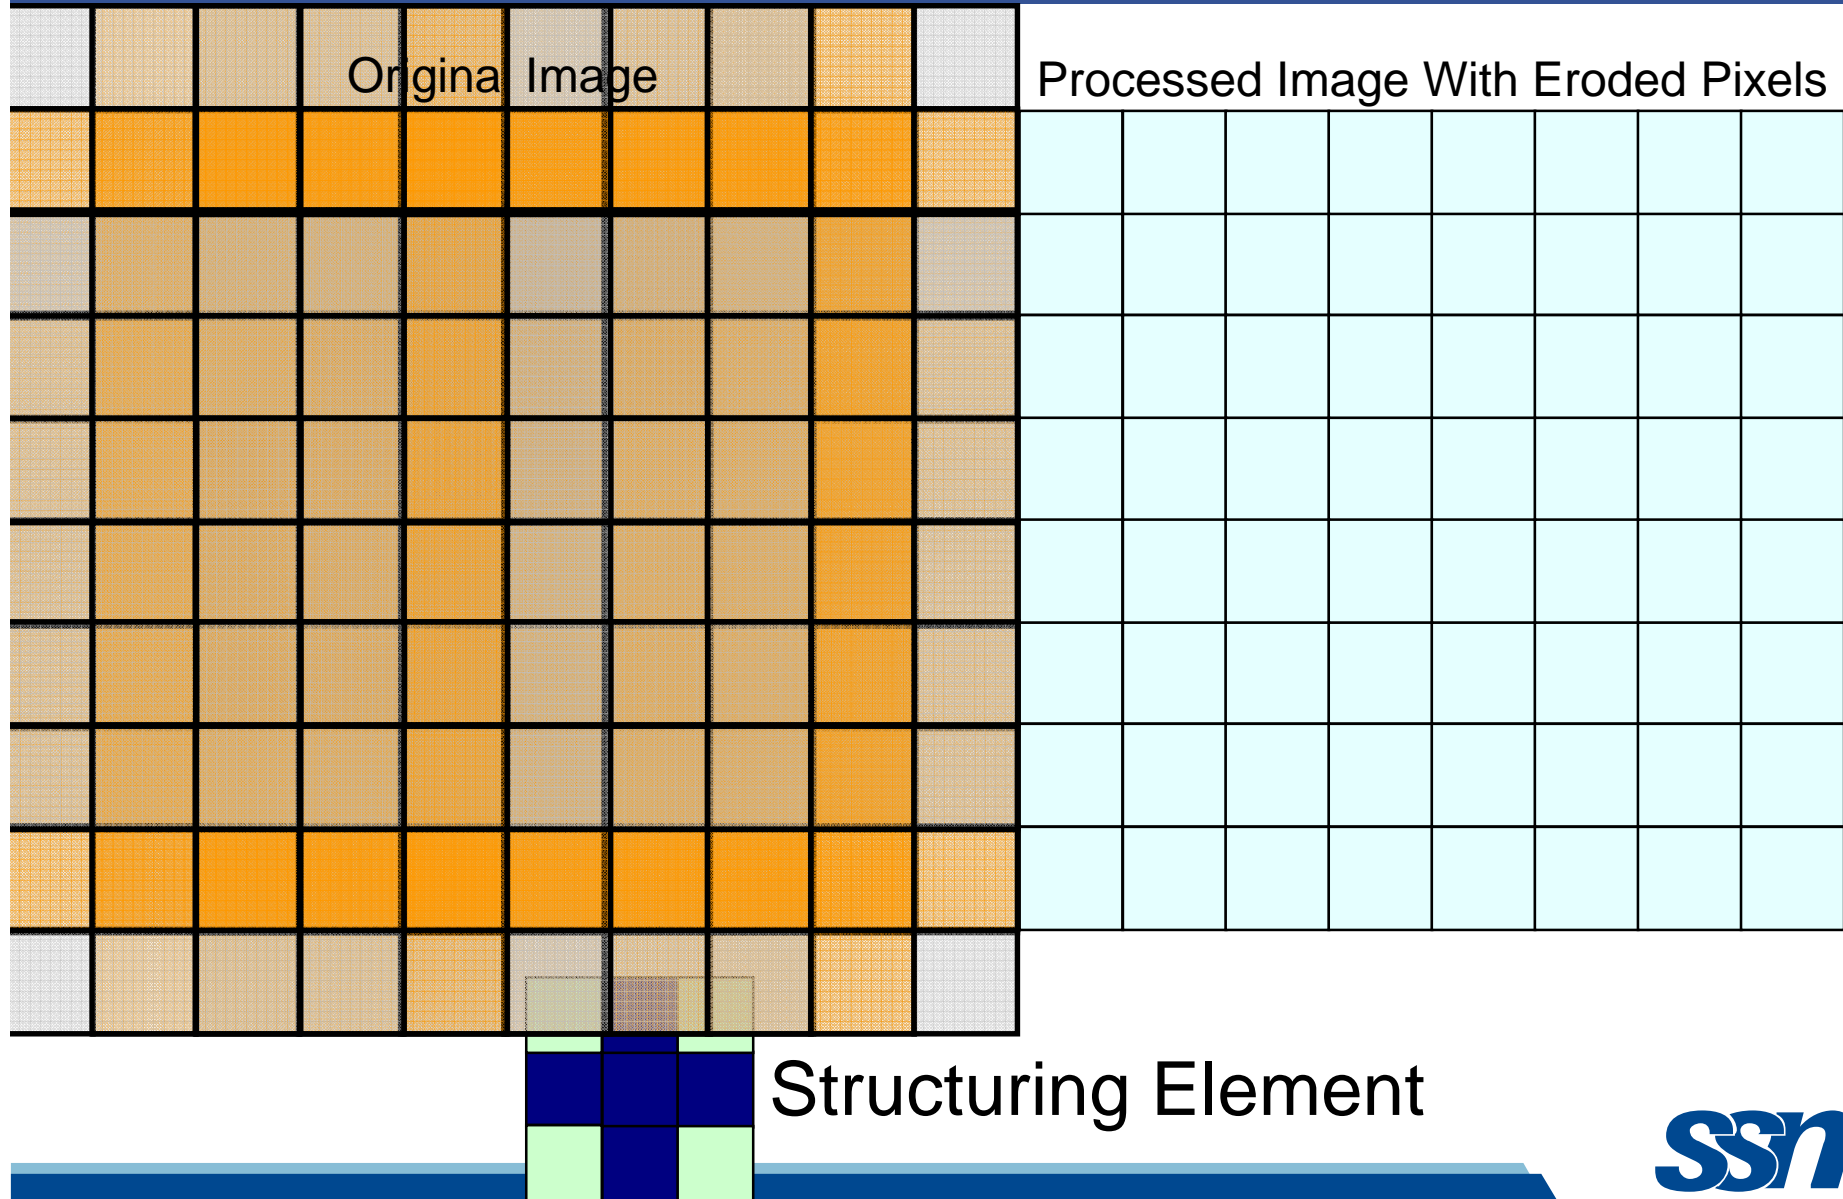 Original Image
Processed Image With Eroded Pixels
Structuring Element
ssn